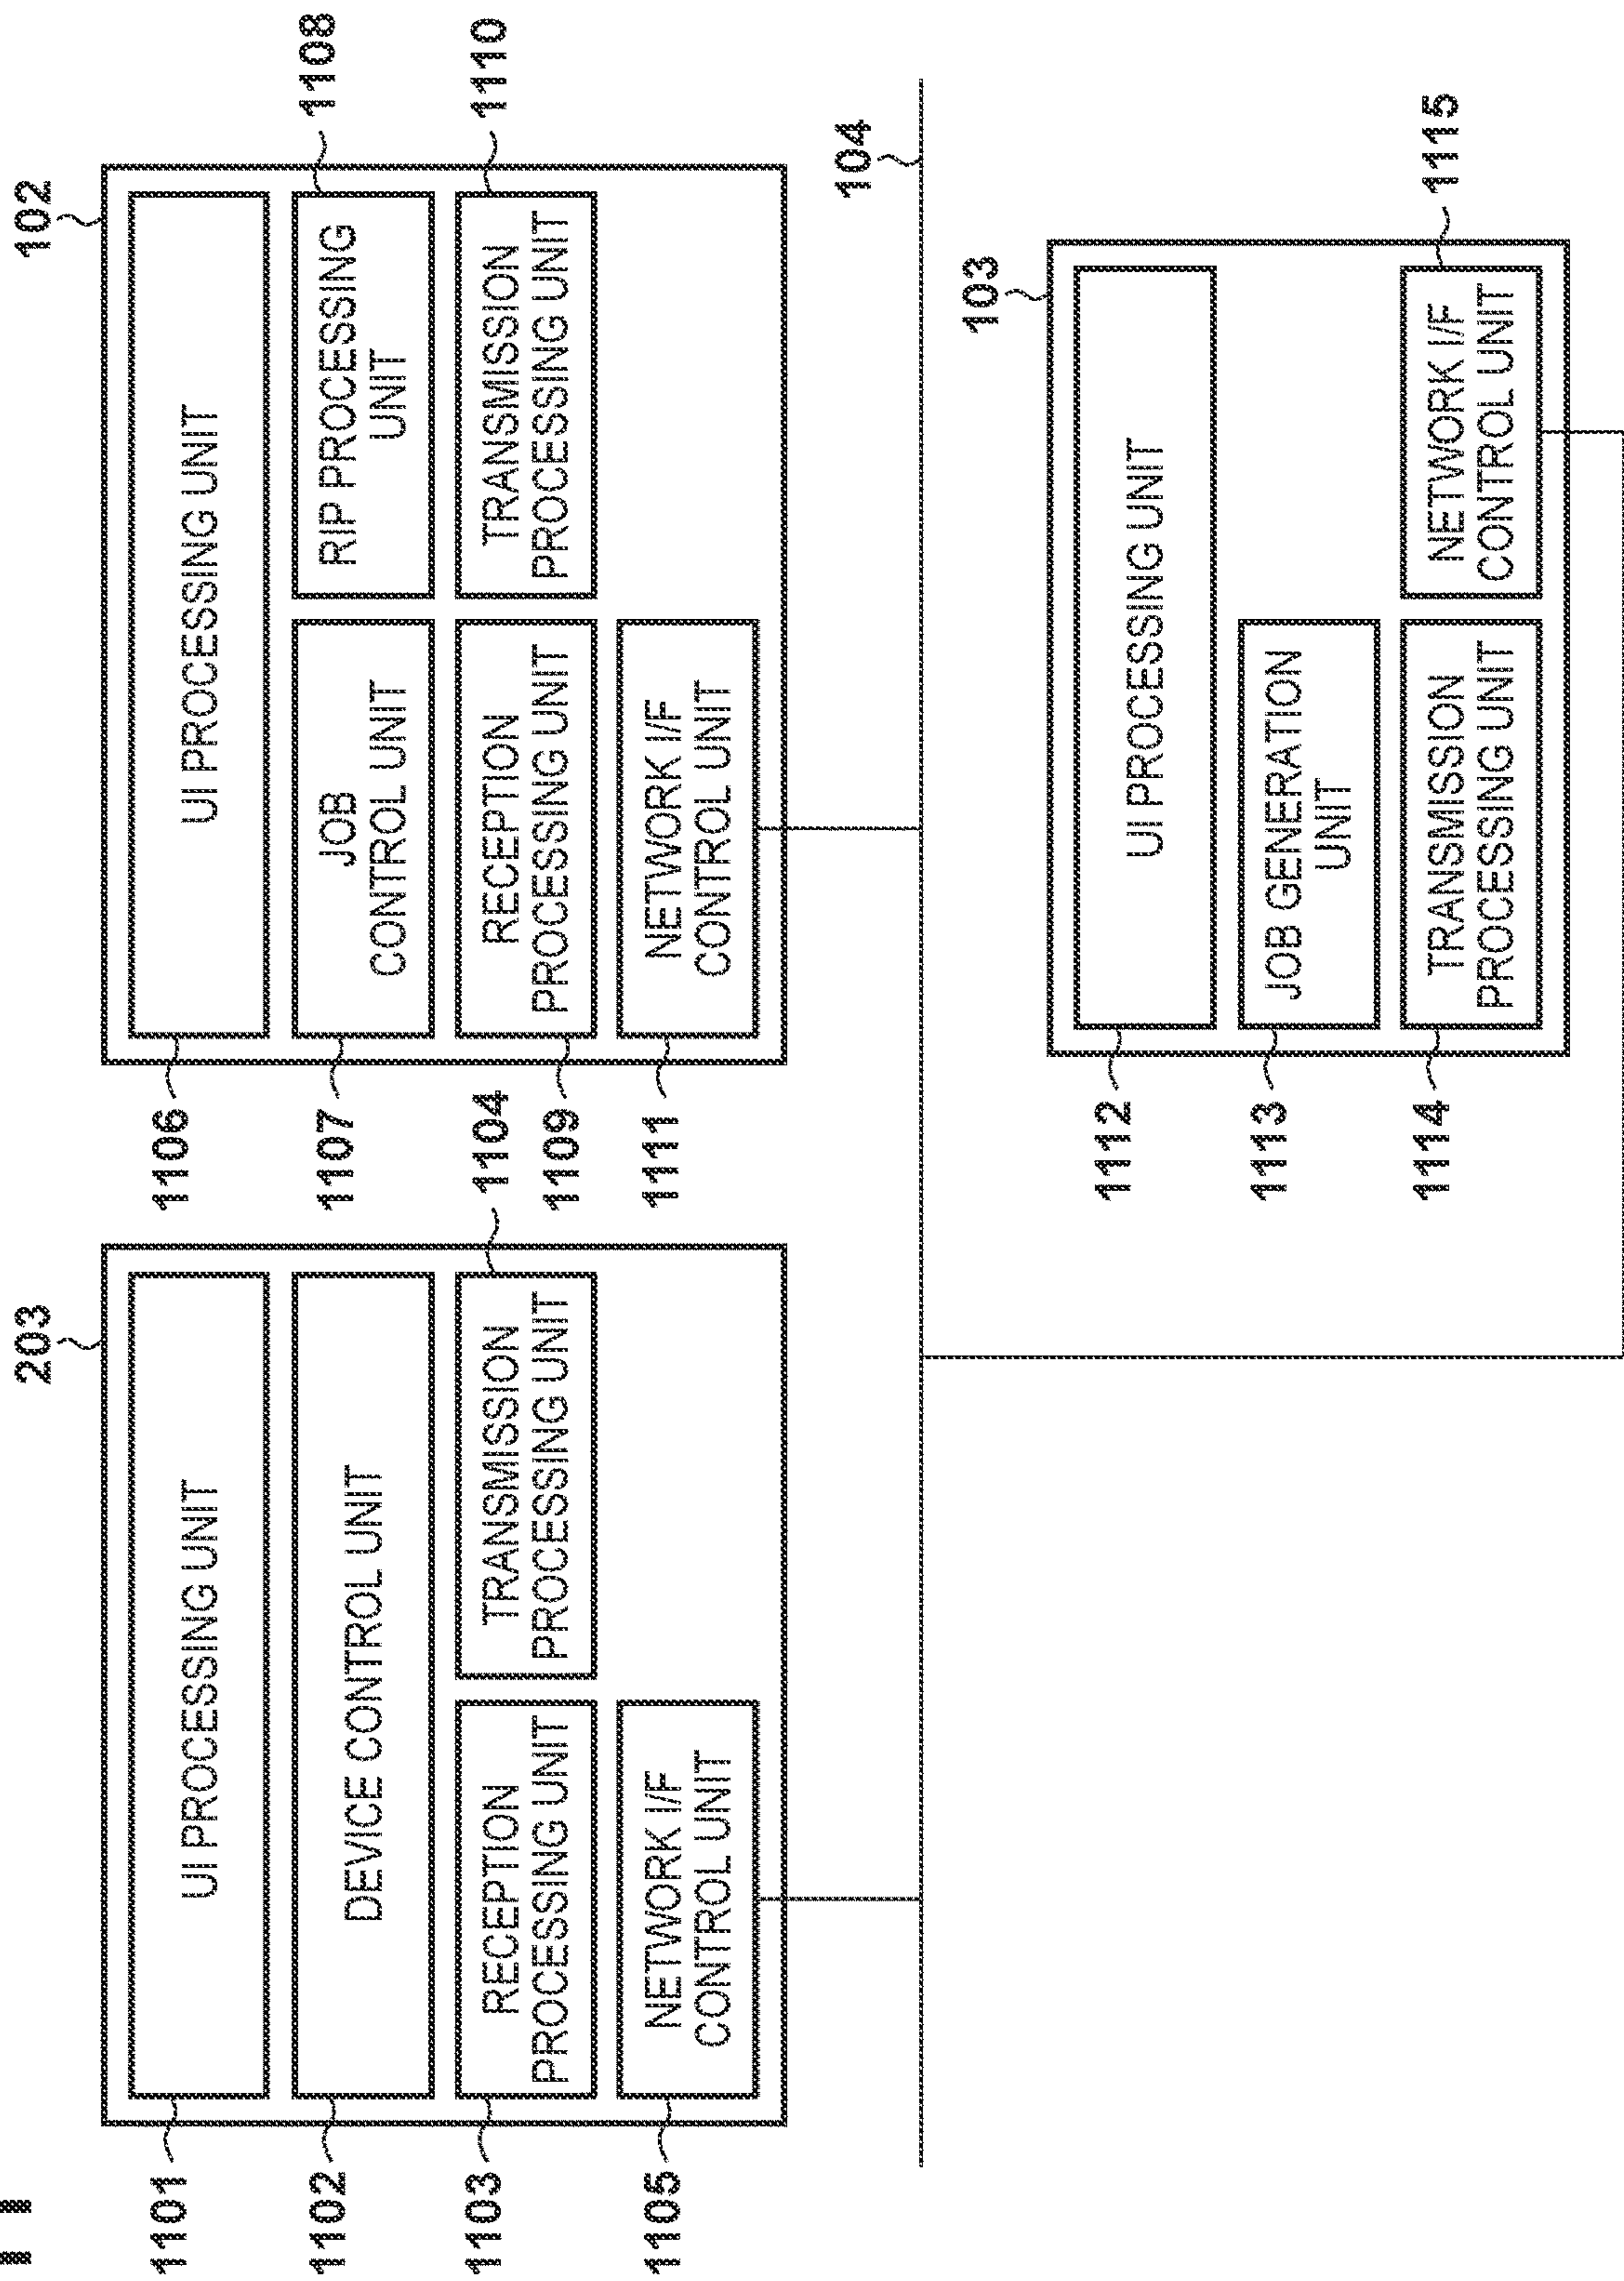 203
1101
UI PROCESSING UNIT
1102
DEVICE CONTROL UNIT
1103
RECEPTION
PROCESSING UNIT
1104
TRANSMISSION
PROCESSING UNIT
1105
NETWORK I/F
CONTROL UNIT
102
1106
UI PROCESSING UNIT
1107
JOB
CONTROL UNIT
1108
RIP PROCESSING
UNIT
1109
RECEPTION
PROCESSING UNIT
1110
TRANSMISSION
PROCESSING UNIT
1111
NETWORK I/F
CONTROL UNIT
104
103
1112
UI PROCESSING UNIT
1113
JOB GENERATION
UNIT
1114
TRANSMISSION
PROCESSING UNIT
1115
NETWORK I/F
CONTROL UNIT